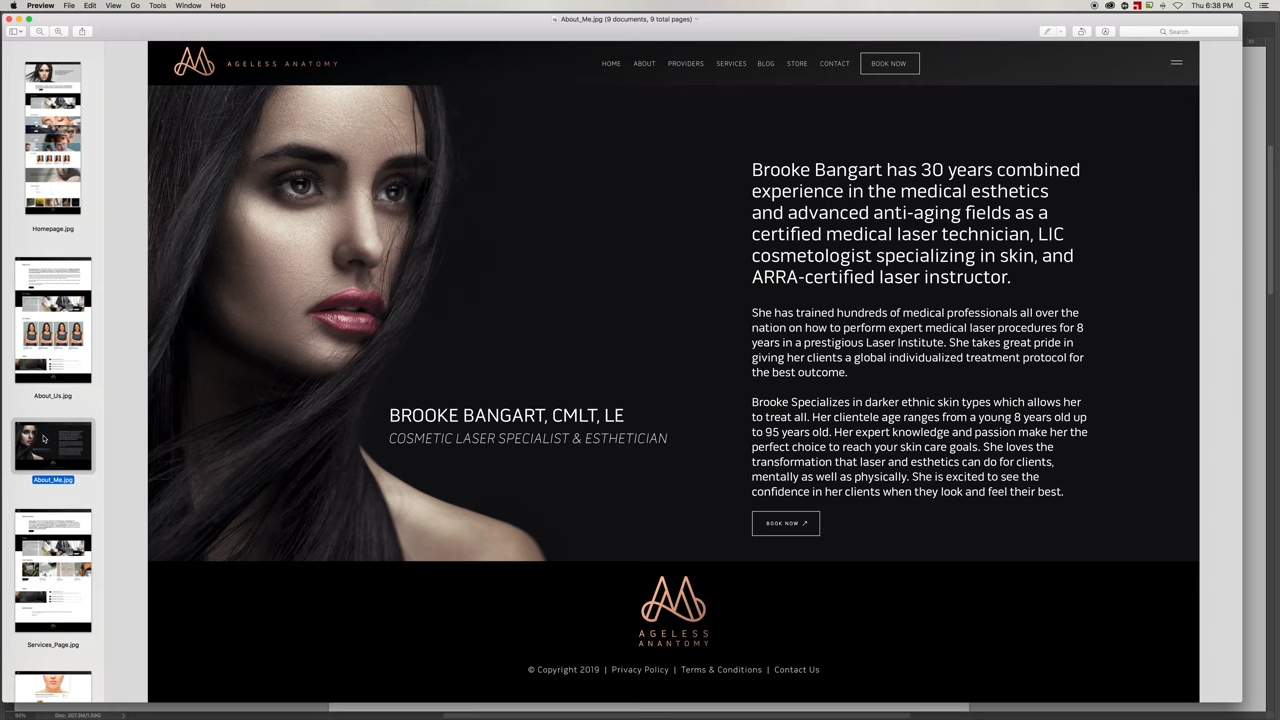 Preview File Edit View Go Tools Window Help
Thu 6:38 PM
About_Me.jpg (9 documents, 9 total pages)
Search
Homepage.jpg
About_Us.jpg
About_Me.jpg
Services_Page.jpg
AGELESS ANATOMY
HOME ABOUT PROVIDERS SERVICES BLOG STORE CONTACT BOOK NOW
Brooke Bangart has 30 years combined
experience in the medical esthetics
and advanced anti-aging fields as a
certified medical laser technician, LIC
cosmetologist specializing in skin, and
ARRA-certified laser instructor.
She has trained hundreds of medical professionals all over the
nation on how to perform expert medical laser procedures for 8
years in a prestigious Laser Institute. She takes great pride in
giving her clients a global individualized treatment protocol for
the best outcome.
Brooke Specializes in darker ethnic skin types which allows her
to treat all. Her clientele age ranges from a young 8 years old up
to 95 years old. Her expert knowledge and passion make her the
perfect choice to reach your skin care goals. She loves the
transformation that laser and esthetics can do for clients,
mentally as well as physically. She is excited to see the
confidence in her clients when they look and feel their best.
BOOK NOW
BROOKE BANGART, CMLT, LE
COSMETIC LASER SPECIALIST & ESTHETICIAN
AGELESS
ANANTOMY
© Copyright 2019 | Privacy Policy | Terms & Conditions | Contact Us
50% Doc: 207.3M/1.59G